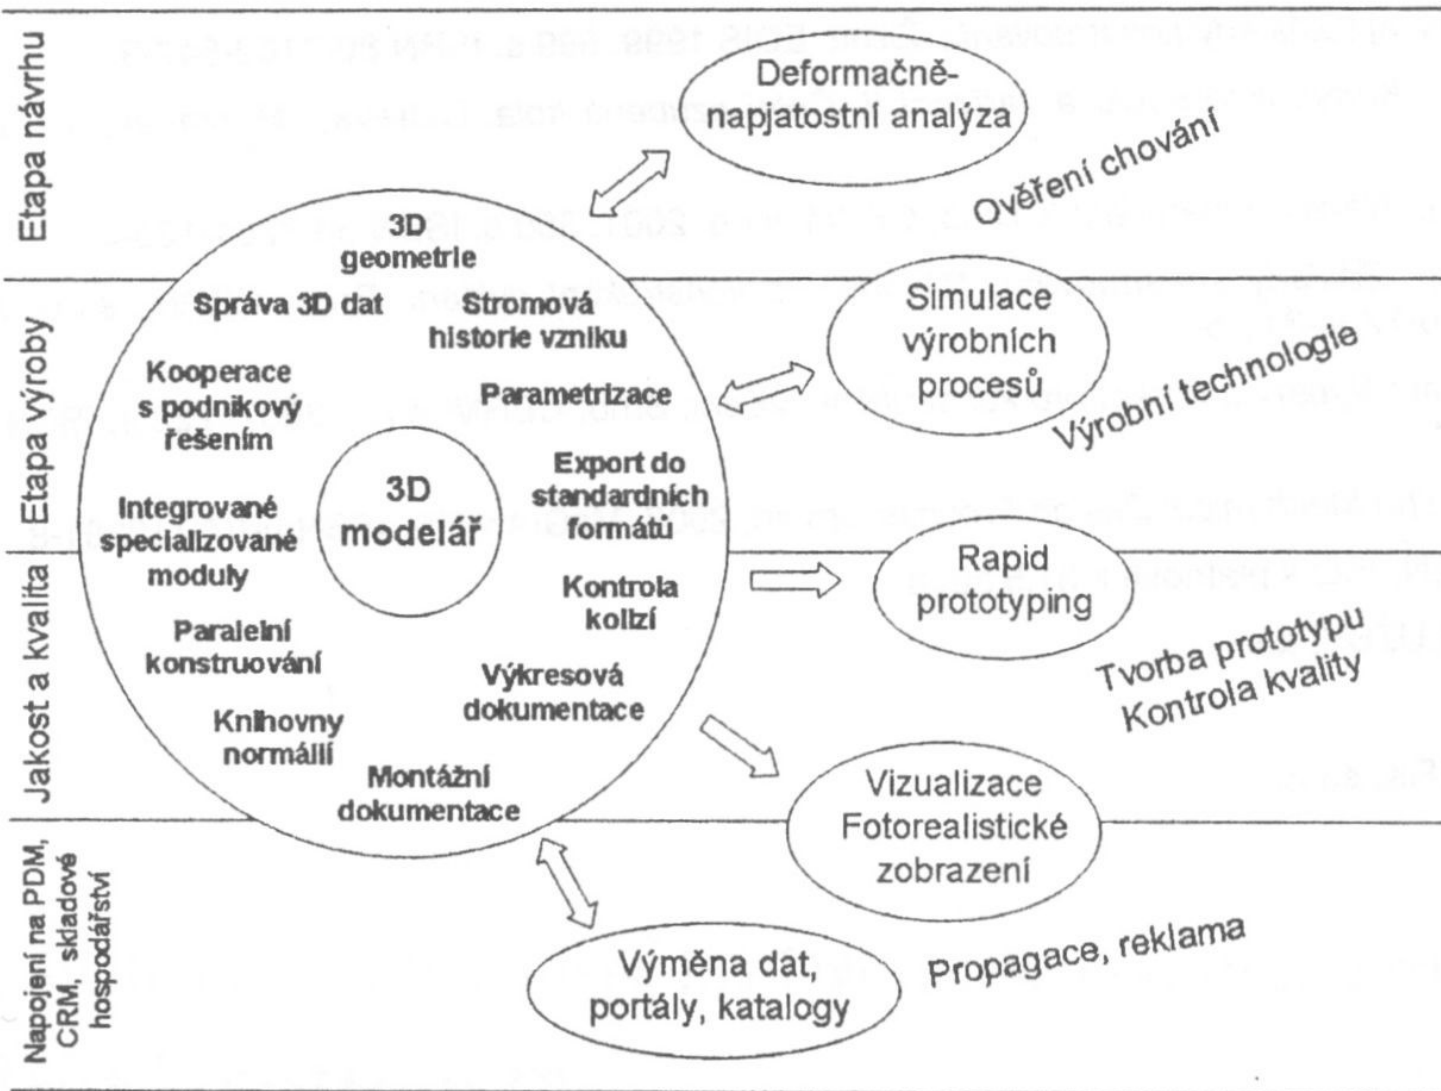 Etapa návrhu
Etapa výroby
Jakost a kvalita
Napojení na PDM,
CRM, skladové
hospodářství
3D
geometrie
Správa 3D dat
Stromová
historie vzniku
Kooperace
s podnikový
řešením
Parametrizace
3D
modelář
Export do
standardních
formátů
Integrované
specializované
moduly
Kontrola
kolizí
Paralelní
konstruování
Výkresová
dokumentace
Knihovny
normálií
Montážní
dokumentace
Deformačně-
napjatostní analýza
Ověření chování
Simulace
výrobních
procesů
Výrobní technologie
Rapid
prototyping
Tvorba prototypu
Kontrola kvality
Vizualizace
Fotorealistické
zobrazení
Propagace, reklama
Výměna dat,
portály, katalogy